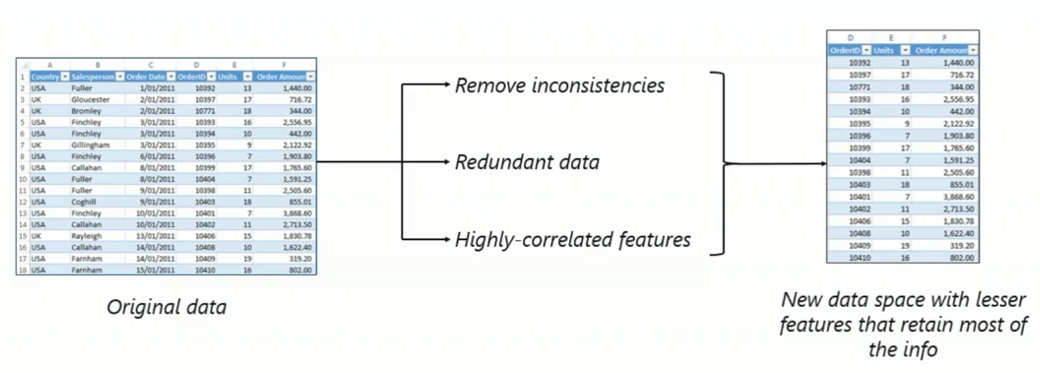 A B C D E F
1 Country Salesperson Order Date OrderID Units Order Amount
2 USA Fuller 1/01/2011 10392 13 1,440.00
3 UK Gloucester 2/01/2011 10397 17 716.72
4 UK Bromley 2/01/2011 10771 18 344.00
5 USA Finchley 3/01/2011 10393 16 2,556.95
6 USA Finchley 3/01/2011 10394 10 442.00
7 UK Gillingham 3/01/2011 10395 9 2,122.92
8 USA Finchley 6/01/2011 10396 7 1,903.80
9 USA Callahan 8/01/2011 10399 17 1,765.60
10 USA Fuller 8/01/2011 10404 7 1,591.25
11 USA Fuller 9/01/2011 10398 11 2,505.60
12 USA Coghill 9/01/2011 10403 18 855.01
13 USA Finchley 10/01/2011 10401 7 3,868.60
14 USA Callahan 10/01/2011 10402 11 2,713.50
15 UK Rayleigh 13/01/2011 10406 15 1,830.78
16 USA Callahan 14/01/2011 10408 10 1,622.40
17 USA Farnham 14/01/2011 10409 19 319.20
18 USA Farnham 15/01/2011 10410 16 802.00
Original data
Remove inconsistencies
Redundant data
Highly-correlated features
D E F
OrderID Units Order Amount
10392 13 1,440.00
10397 17 716.72
10771 18 344.00
10393 16 2,556.95
10394 10 442.00
10395 9 2,122.92
10396 7 1,903.80
10399 17 1,765.60
10404 7 1,591.25
10398 11 2,505.60
10403 18 855.01
10401 7 3,868.60
10402 11 2,713.50
10406 15 1,830.78
10408 10 1,622.40
10409 19 319.20
10410 16 802.00
New data space with lesser
features that retain most of
the info